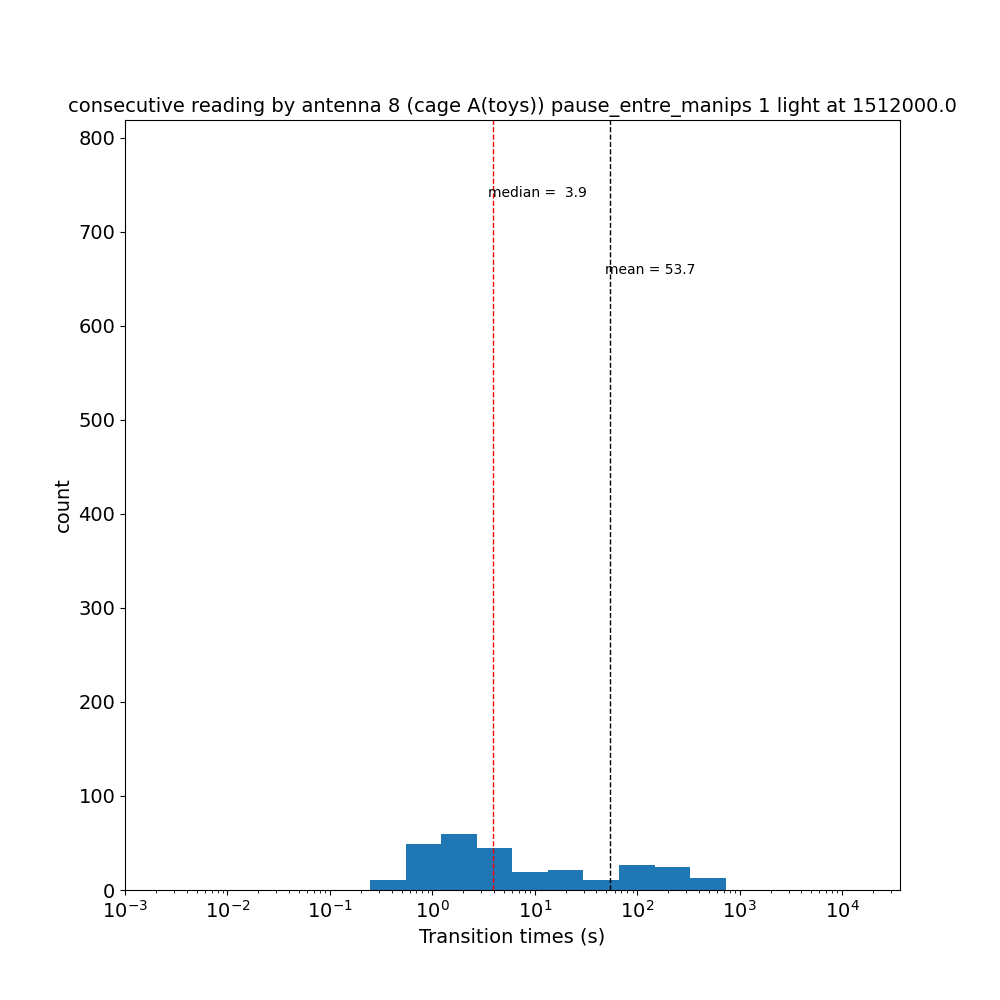 consecutive reading by antenna 8 (cage A(toys)) pause_entre_manips 1 light at 1512000.0
800
median =  3.9
700
mean = 53.7
600
500
count
400
300
200
100
0
10⁻³ 10⁻² 10⁻¹ 10⁰ 10¹ 10² 10³ 10⁴
Transition times (s)